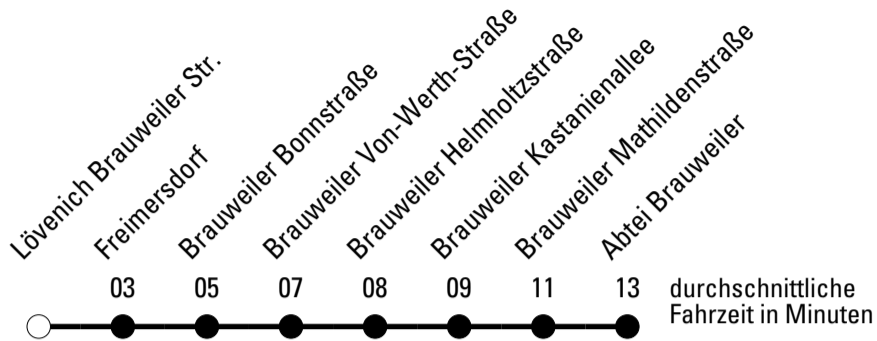 Lövenich Brauweiler Str.
Freimersdorf
Brauweiler Bonnstraße
Brauweiler Von-Werth-Straße
Brauweiler Helmholtzstraße
Brauweiler Kastanienallee
Brauweiler Mathildenstraße
Abtei Brauweiler
03 05 07 08 09 11 13
durchschnittliche
Fahrzeit in Minuten